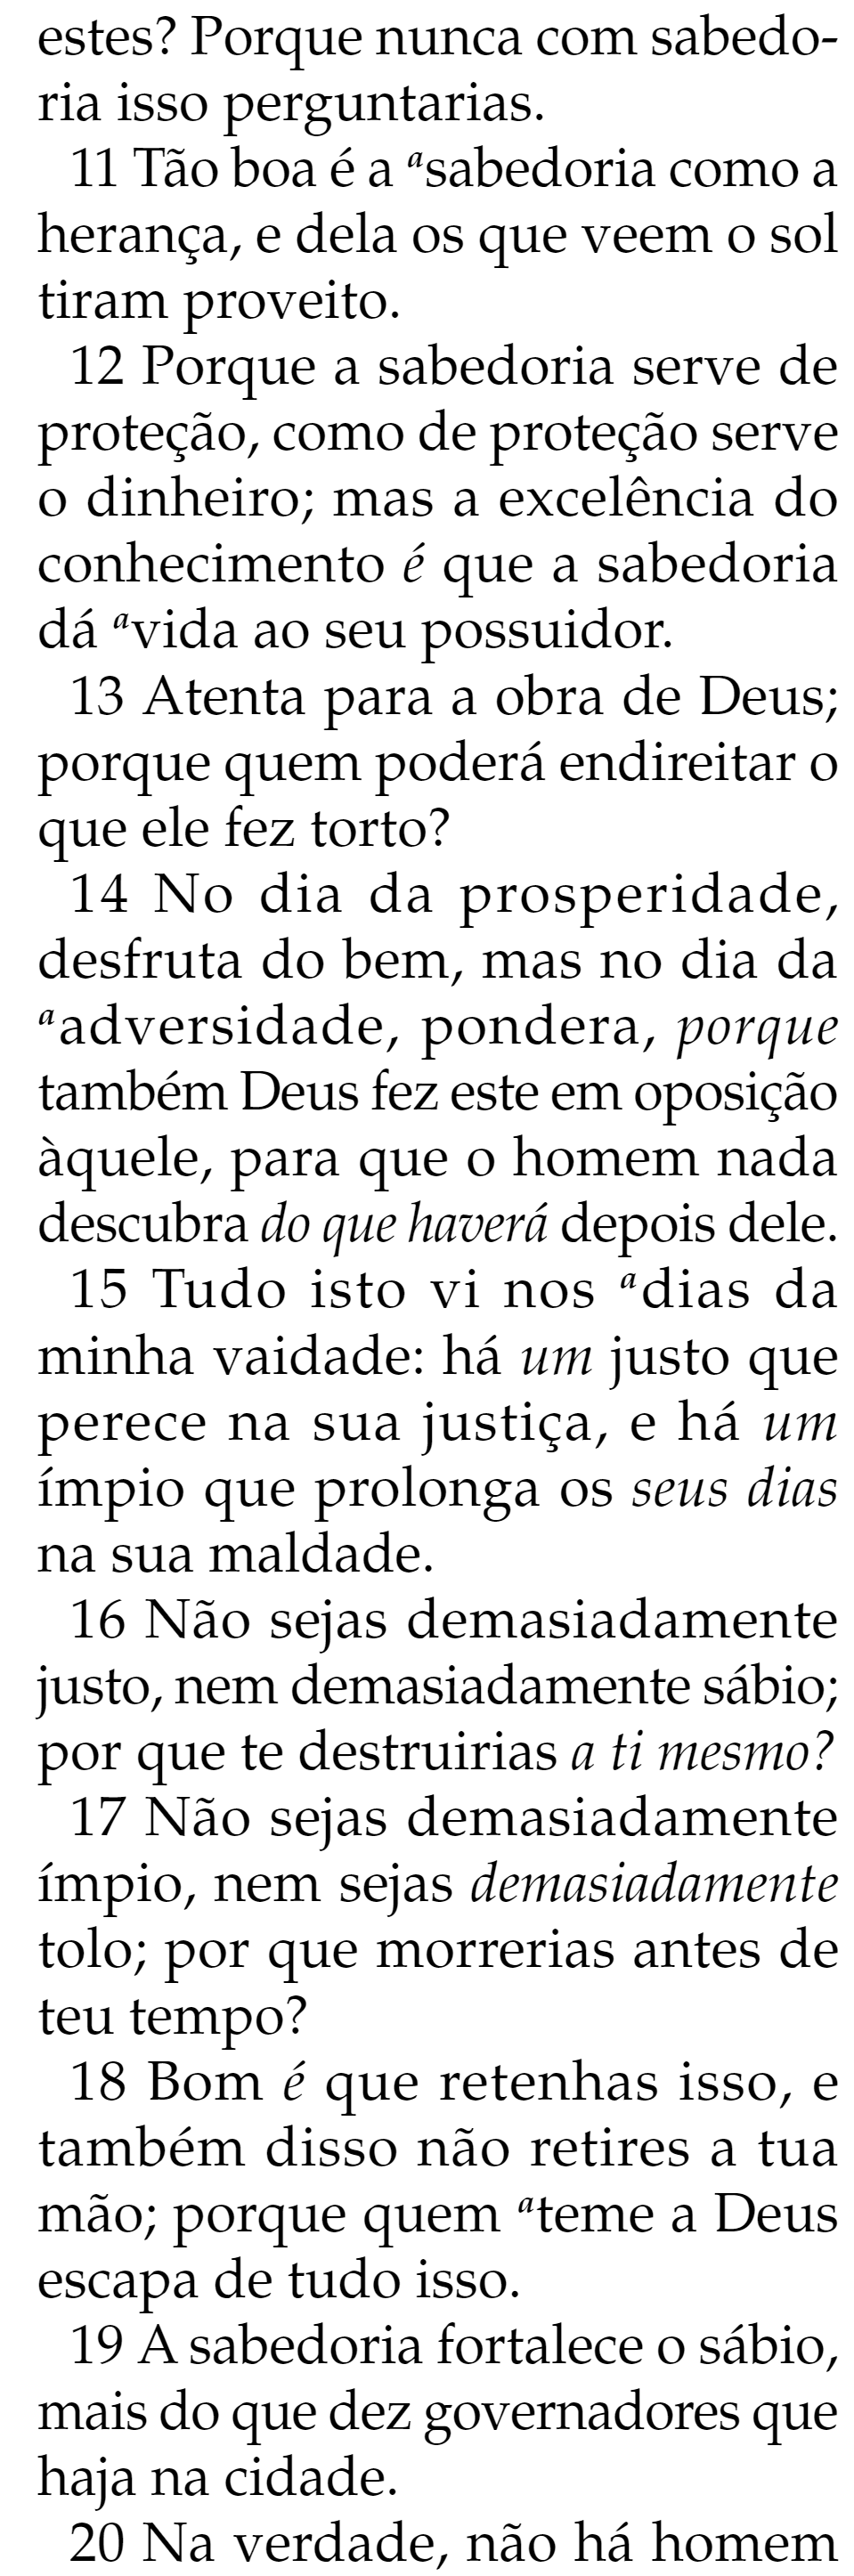 estes? Porque nunca com sabedo-
ria isso perguntarias.
11 Tão boa é a ᵃsabedoria como a
herança, e dela os que veem o sol
tiram proveito.
12 Porque a sabedoria serve de
proteção, como de proteção serve
o dinheiro; mas a excelência do
conhecimento é que a sabedoria
dá ᵃvida ao seu possuidor.
13 Atenta para a obra de Deus;
porque quem poderá endireitar o
que ele fez torto?
14 No dia da prosperidade,
desfruta do bem, mas no dia da
ᵃadversidade, pondera, porque
também Deus fez este em oposição
àquele, para que o homem nada
descubra do que haverá depois dele.
15 Tudo isto vi nos ᵃdias da
minha vaidade: há um justo que
perece na sua justiça, e há um
ímpio que prolonga os seus dias
na sua maldade.
16 Não sejas demasiadamente
justo, nem demasiadamente sábio;
por que te destruirias a ti mesmo?
17 Não sejas demasiadamente
ímpio, nem sejas demasiadamente
tolo; por que morrerias antes de
teu tempo?
18 Bom é que retenhas isso, e
também disso não retires a tua
mão; porque quem ᵃteme a Deus
escapa de tudo isso.
19 A sabedoria fortalece o sábio,
mais do que dez governadores que
haja na cidade.
20 Na verdade, não há homem